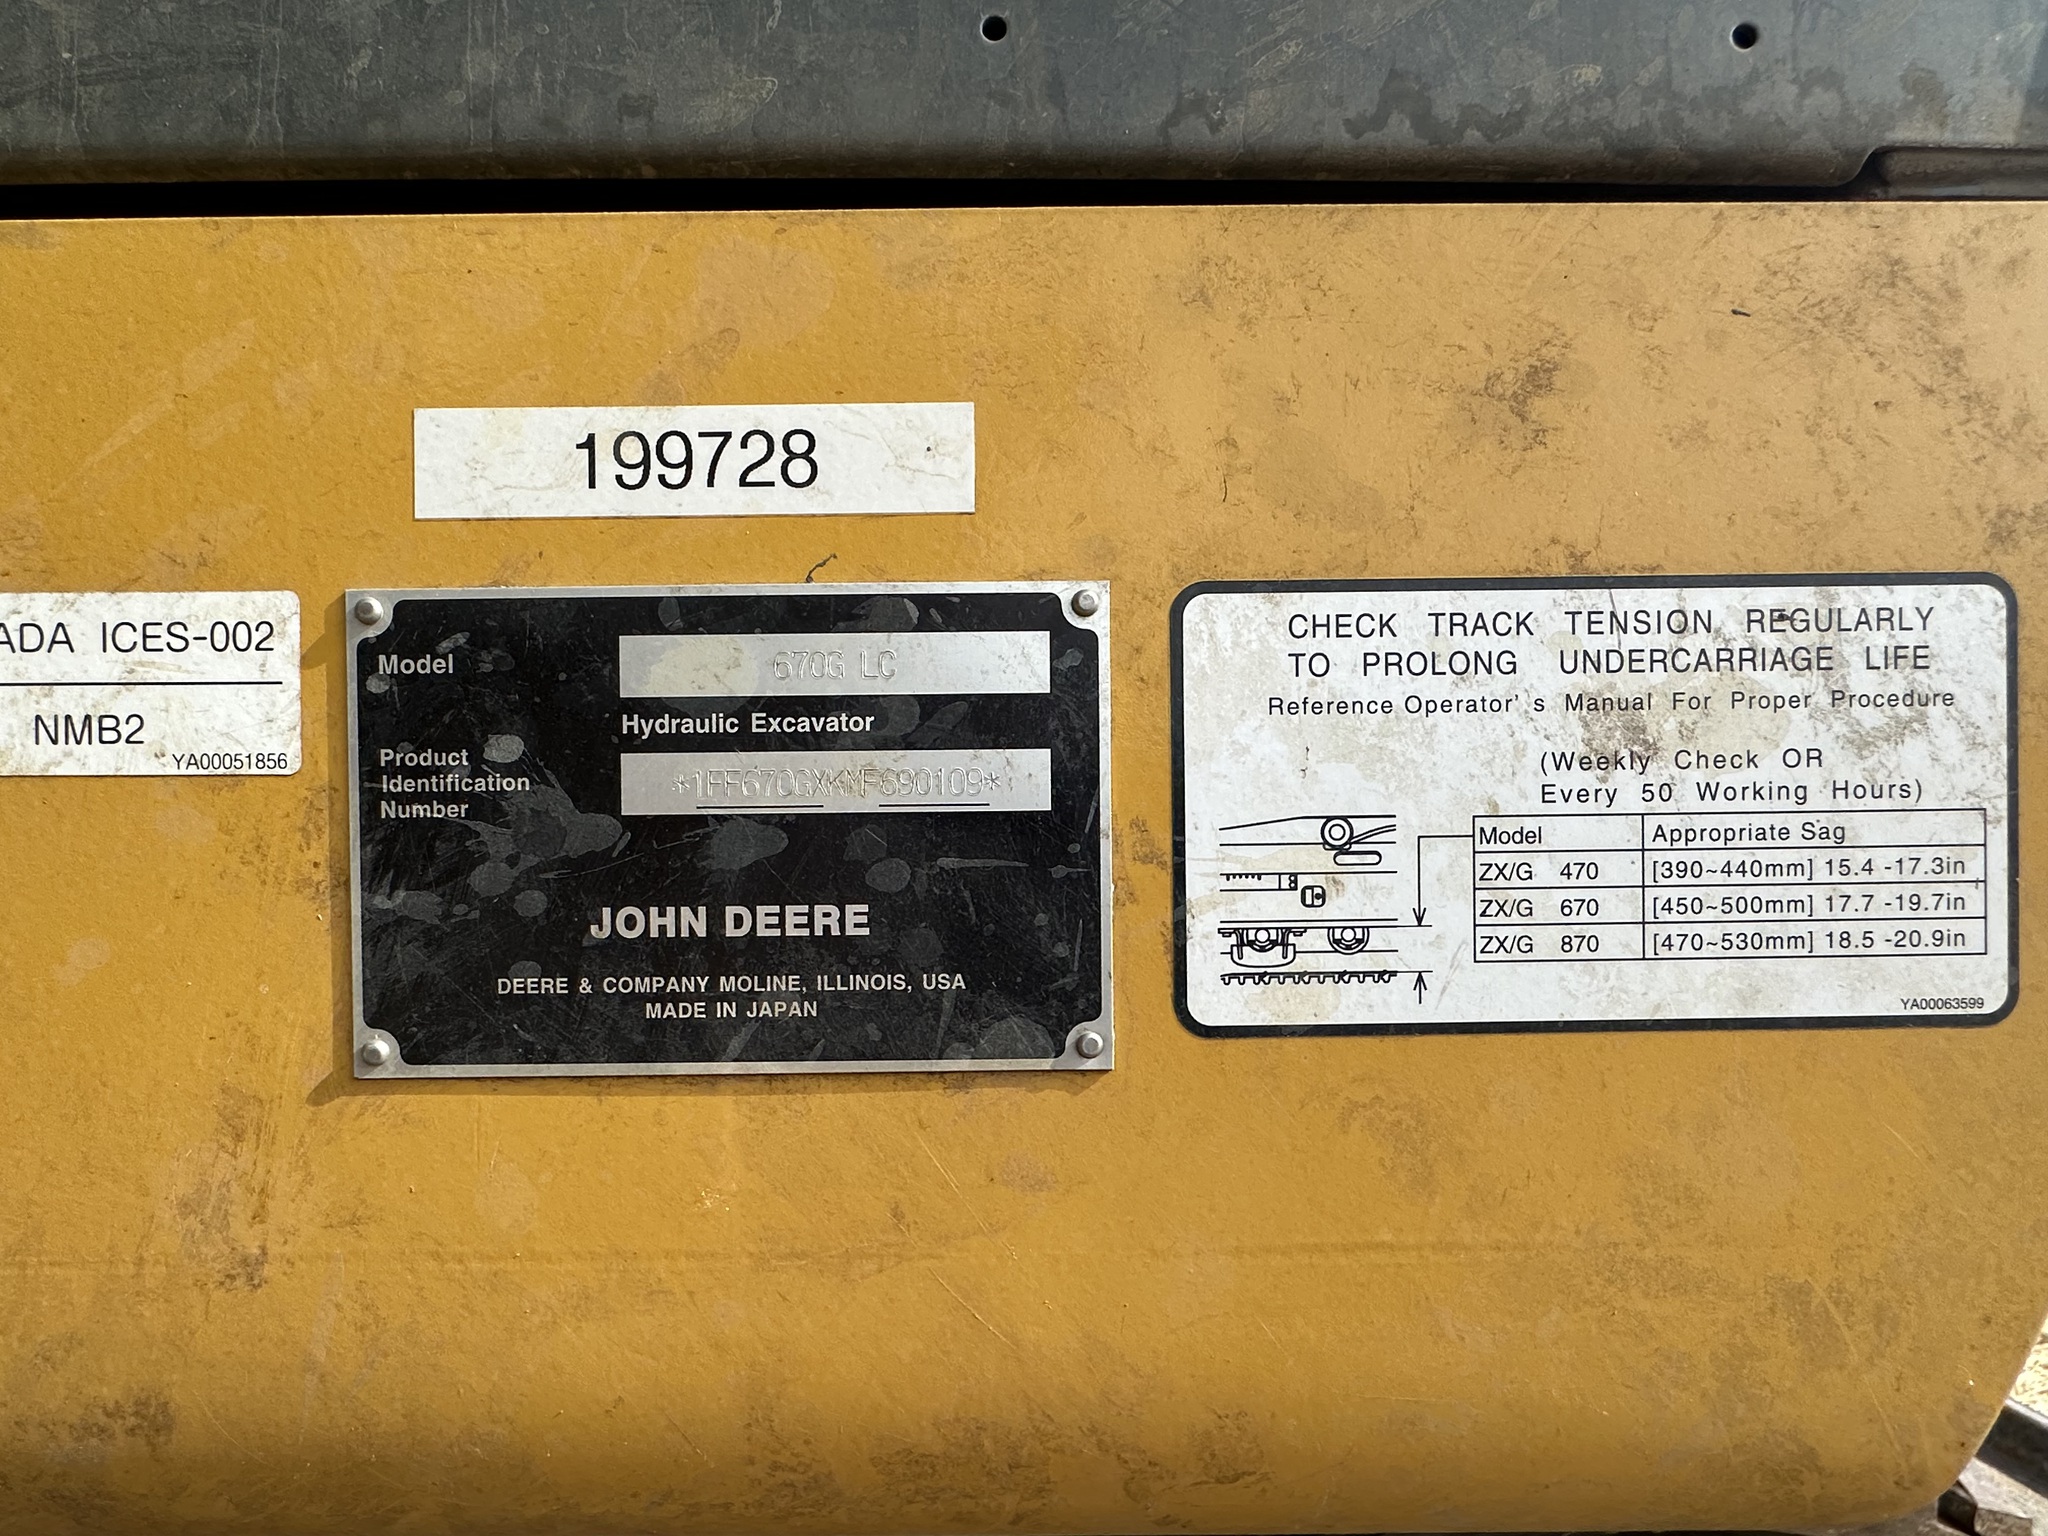 199728
ADA ICES-002
NMB2
YA00051856
Model 670G LC
Hydraulic Excavator
Product
Identification
Number
*1FF670GXKMF690109*
JOHN DEERE
DEERE & COMPANY MOLINE, ILLINOIS, USA
MADE IN JAPAN
CHECK TRACK TENSION REGULARLY
TO PROLONG UNDERCARRIAGE LIFE
Reference Operator's Manual For Proper Procedure
(Weekly Check OR
Every 50 Working Hours)
Model Appropriate Sag
ZX/G 470 [390~440mm] 15.4 -17.3in
ZX/G 670 [450~500mm] 17.7 -19.7in
ZX/G 870 [470~530mm] 18.5 -20.9in
YA00063599